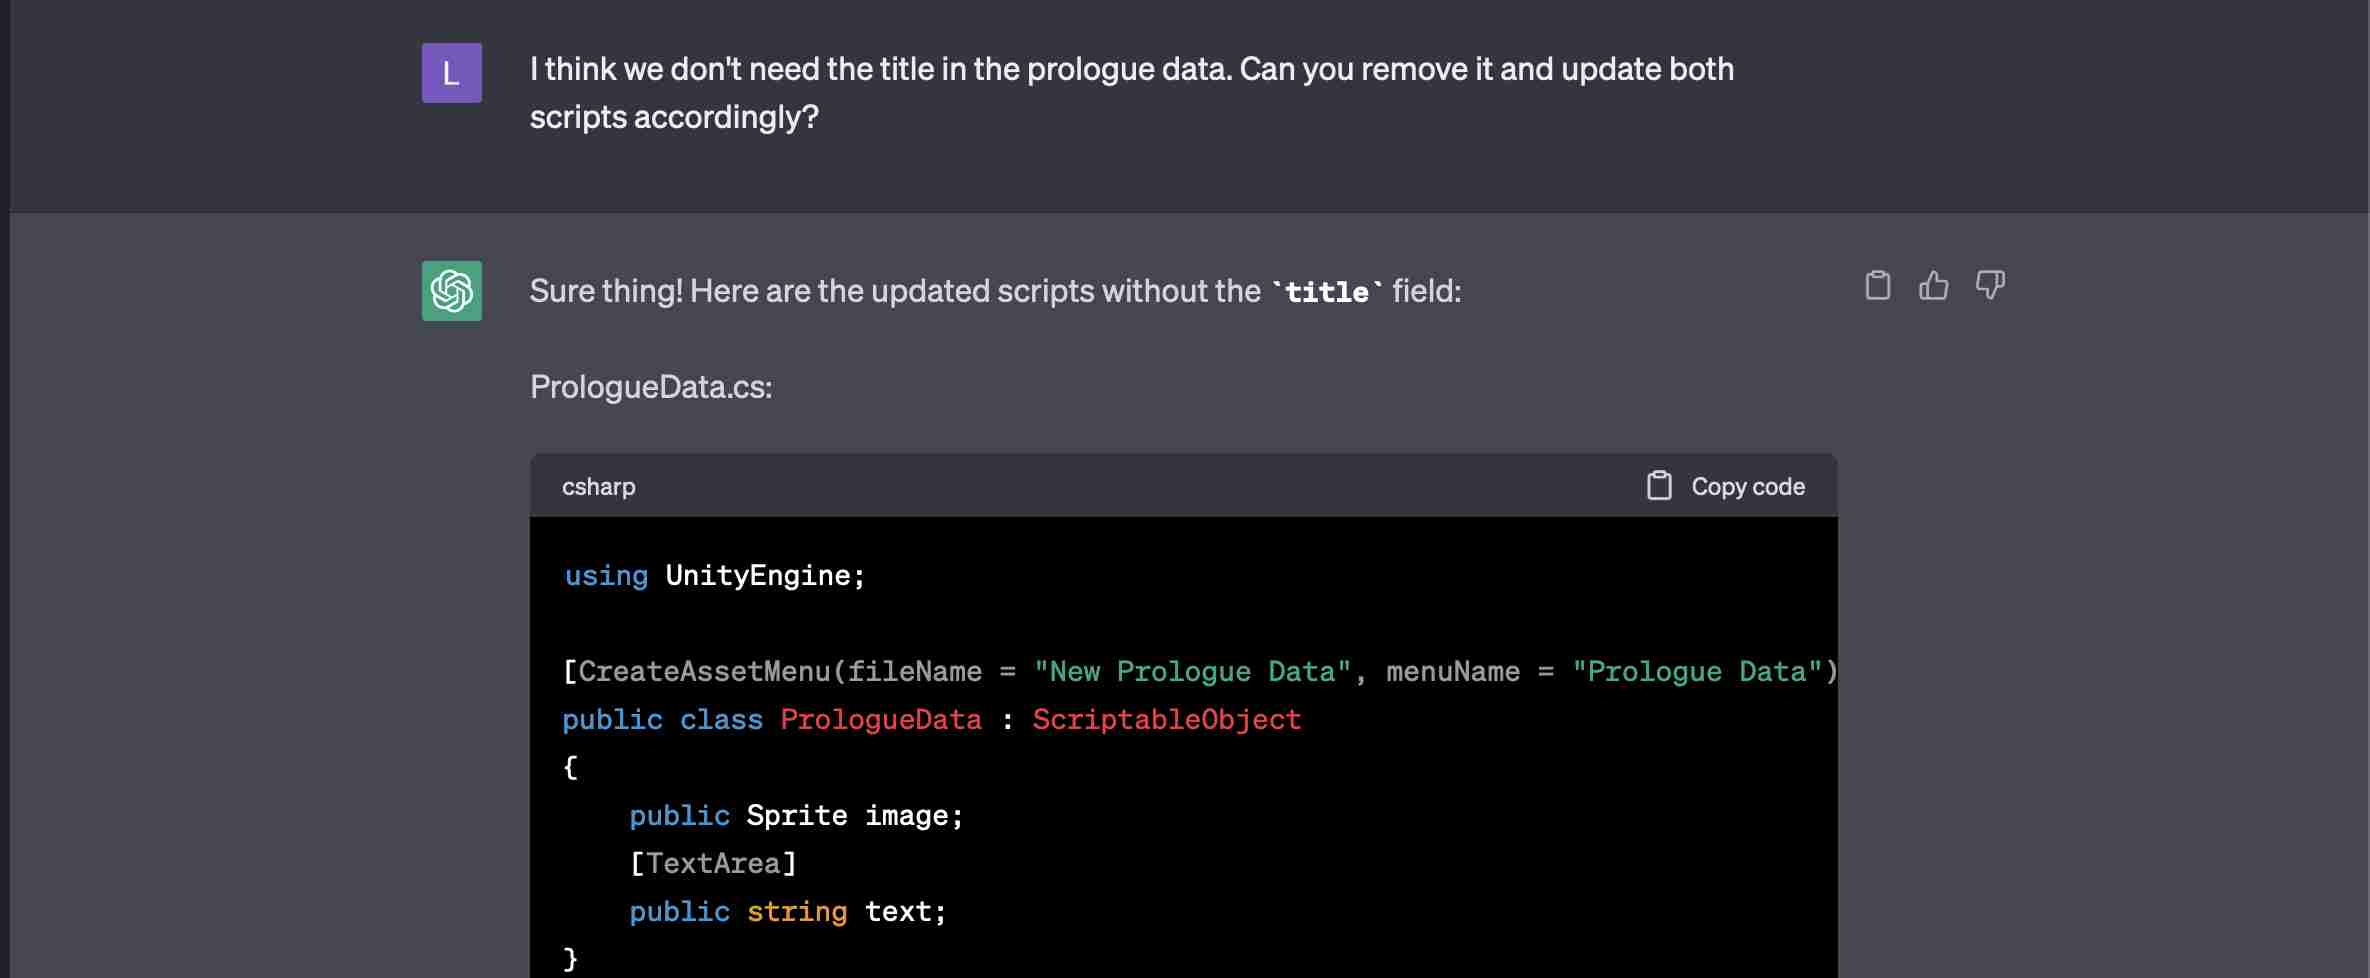 L
I think we don't need the title in the prologue data. Can you remove it and update both
scripts accordingly?
Sure thing! Here are the updated scripts without the `title` field:
PrologueData.cs:
csharp
Copy code
using UnityEngine;
[CreateAssetMenu(fileName = "New Prologue Data", menuName = "Prologue Data")
public class PrologueData : ScriptableObject
{
    public Sprite image;
    [TextArea]
    public string text;
}